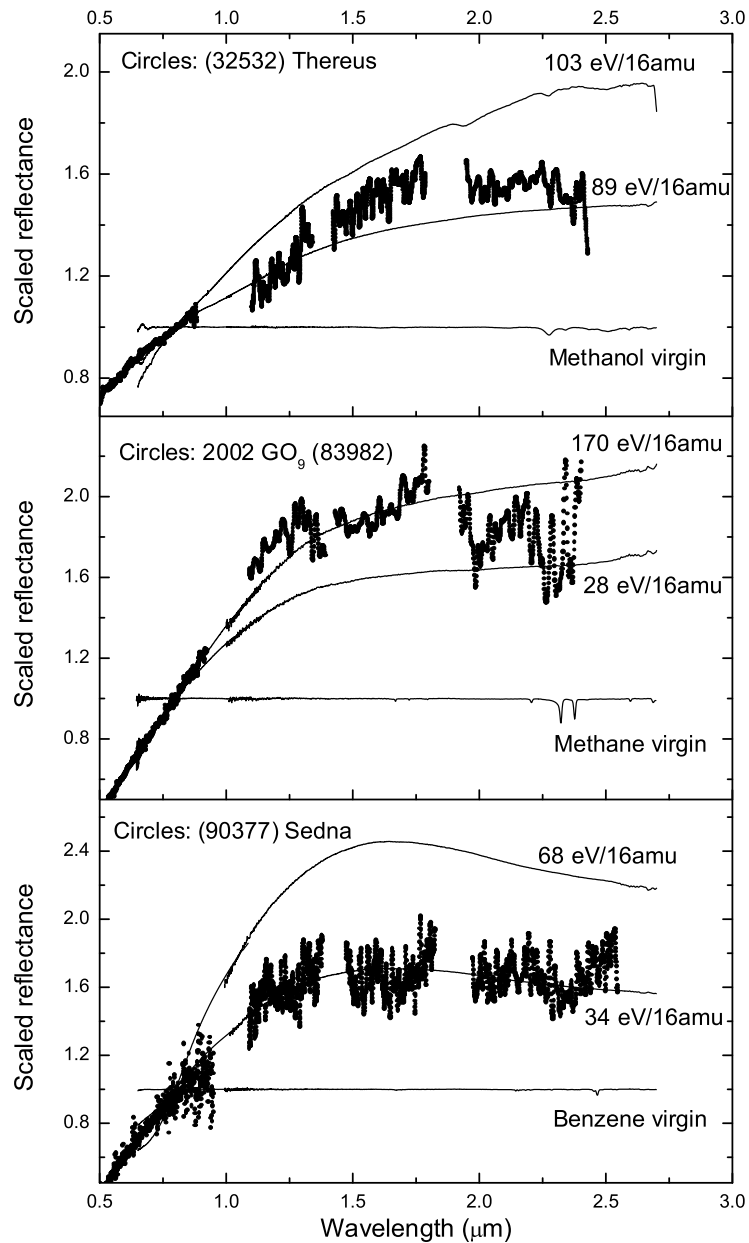 0.5 1.0 1.5 2.0 2.5 3.0
Circles: (32532) Thereus
103 eV/16amu
2.0
1.6
89 eV/16amu
1.2
0.8
Methanol virgin
Scaled reflectance
Circles: 2002 GO9 (83982)
170 eV/16amu
2.0
1.6
28 eV/16amu
1.2
0.8
Methane virgin
Scaled reflectance
Circles: (90377) Sedna
68 eV/16amu
2.4
2.0
1.6
34 eV/16amu
1.2
0.8
Benzene virgin
Scaled reflectance
0.5 1.0 1.5 2.0 2.5 3.0
Wavelength (μm)